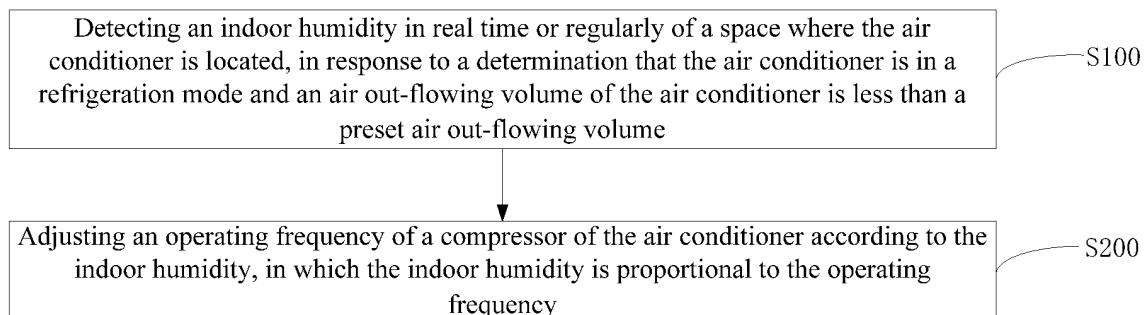 Detecting an indoor humidity in real time or regularly of a space where the air
conditioner is located, in response to a determination that the air conditioner is in a
refrigeration mode and an air out-flowing volume of the air conditioner is less than a
preset air out-flowing volume
S100
Adjusting an operating frequency of a compressor of the air conditioner according to the
indoor humidity, in which the indoor humidity is proportional to the operating
frequency
S200